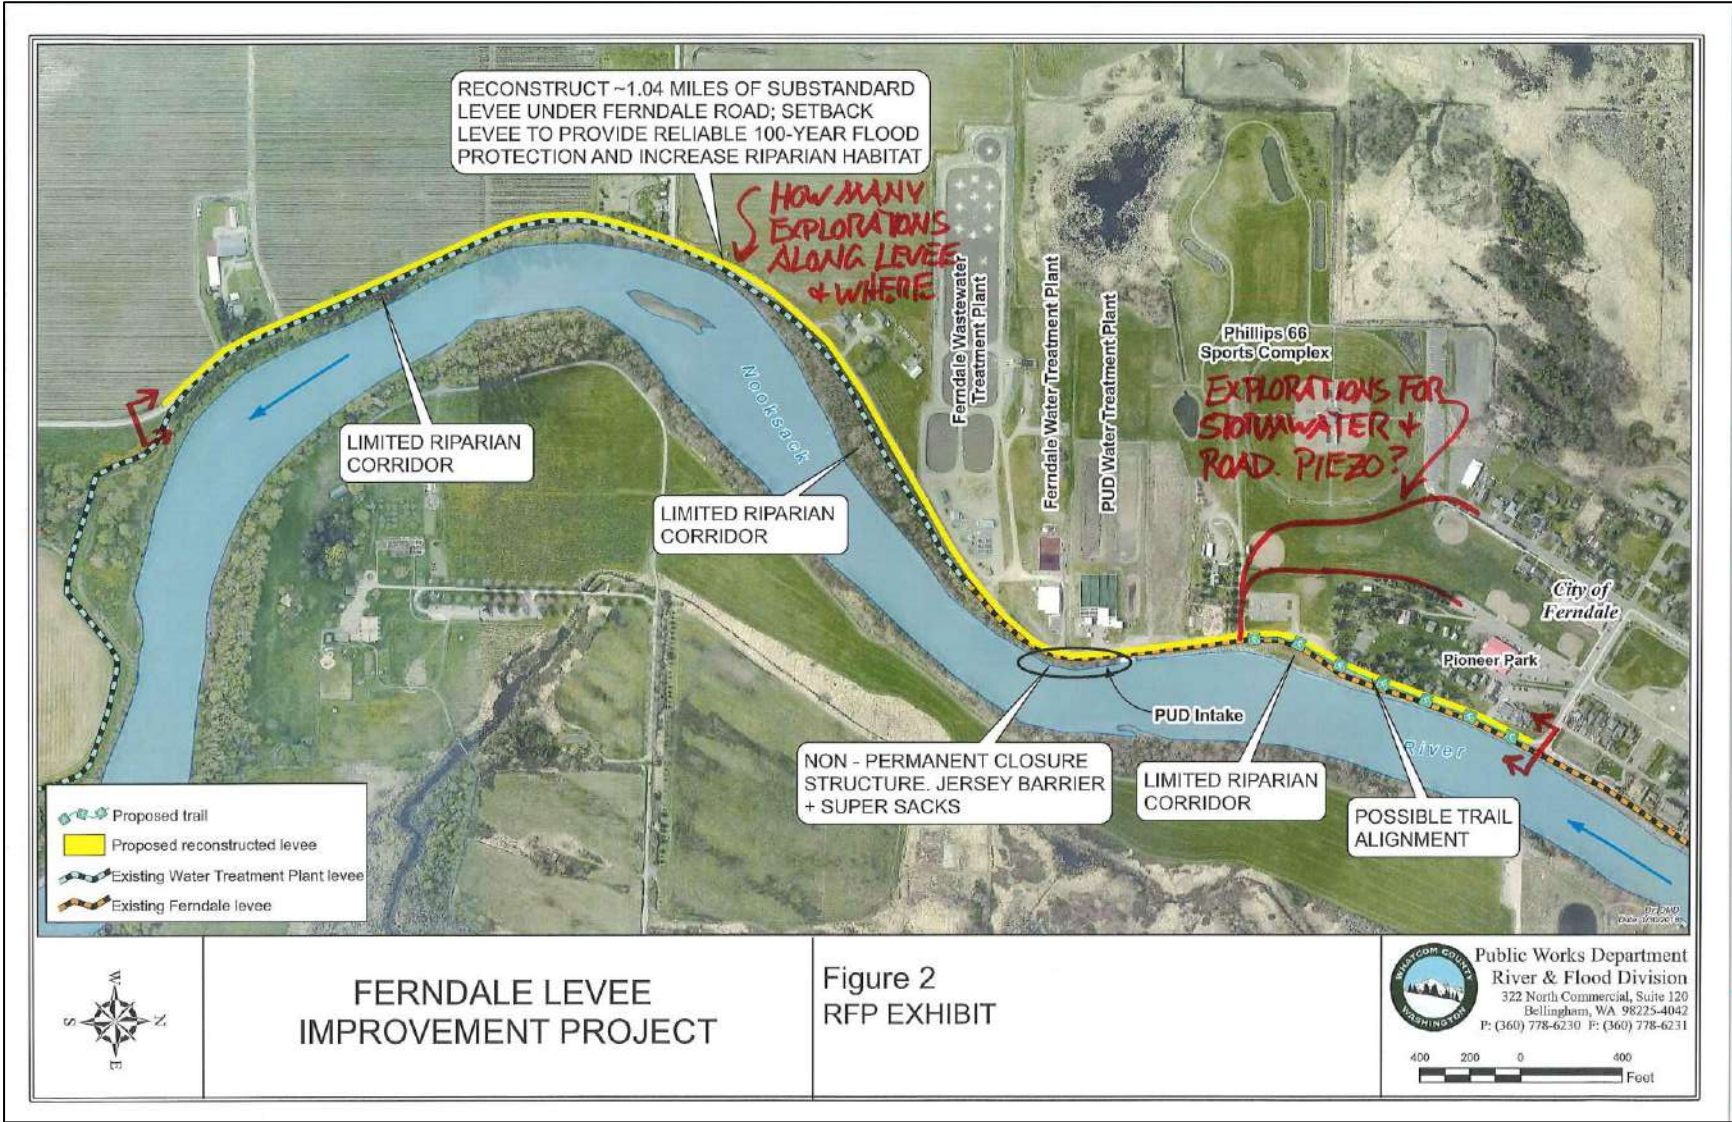 RECONSTRUCT ~1.04 MILES OF SUBSTANDARD
LEVEE UNDER FERNDALE ROAD; SETBACK
LEVEE TO PROVIDE RELIABLE 100-YEAR FLOOD
PROTECTION AND INCREASE RIPARIAN HABITAT
HOW MANY
EXPLORATIONS
ALONG LEVEE
+ WHERE
Ferndale Wastewater
Treatment Plant
Ferndale Water Treatment Plant
PUD Water Treatment Plant
Phillips 66
Sports Complex
EXPLORATIONS FOR
STORMWATER +
ROAD. PIEZO?
LIMITED RIPARIAN
CORRIDOR
Nooksack
LIMITED RIPARIAN
CORRIDOR
City of
Ferndale
Pioneer Park
PUD Intake
River
NON - PERMANENT CLOSURE
STRUCTURE. JERSEY BARRIER
+ SUPER SACKS
LIMITED RIPARIAN
CORRIDOR
POSSIBLE TRAIL
ALIGNMENT
Proposed trail
Proposed reconstructed levee
Existing Water Treatment Plant levee
Existing Ferndale levee
W
S
N
E
FERNDALE LEVEE
IMPROVEMENT PROJECT
Figure 2
RFP EXHIBIT
WHATCOM COUNTY
WASHINGTON
Public Works Department
River & Flood Division
322 North Commercial, Suite 120
Bellingham, WA 98225-4042
P: (360) 778-6230 F: (360) 778-6231
400 200 0 400
Feet